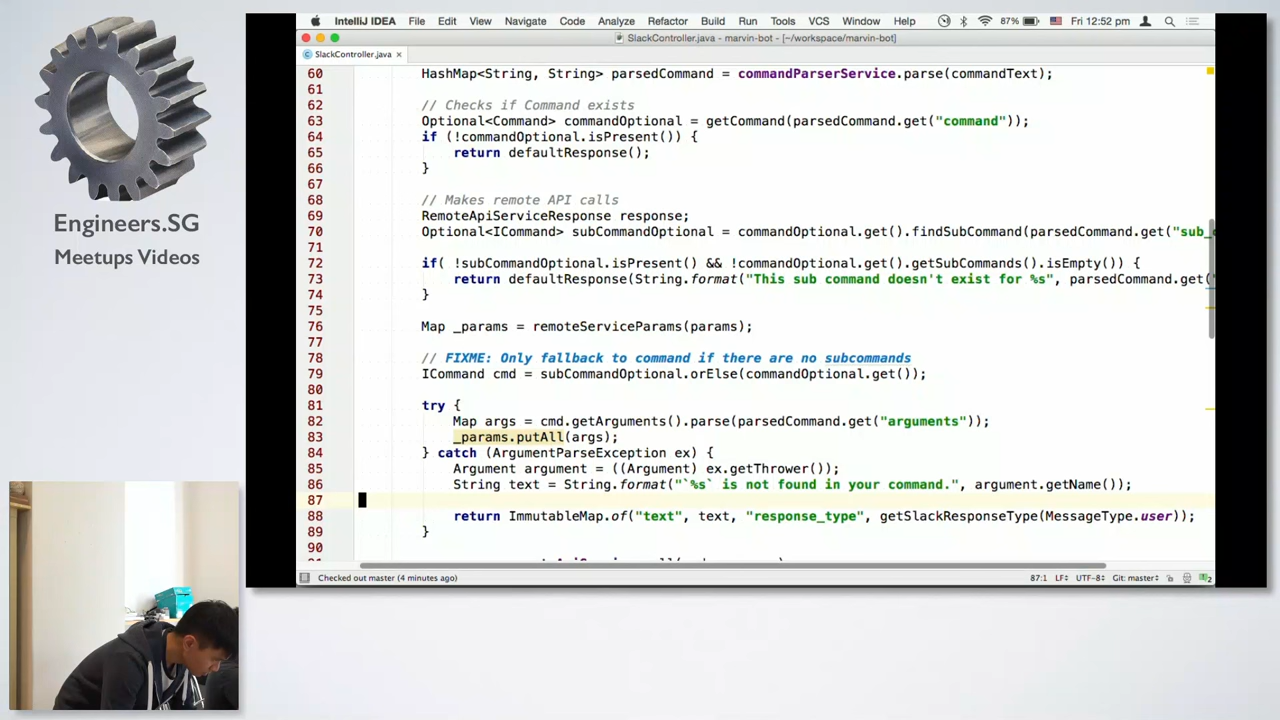 IntelliJ IDEA File Edit View Navigate Code Analyze Refactor Build Run Tools VCS Window Help 87% Fri 12:52 pm
SlackController.java - marvin-bot - [~/workspace/marvin-bot]
SlackController.java
60 HashMap<String, String> parsedCommand = commandParserService.parse(commandText);
61
62 // Checks if Command exists
63 Optional<Command> commandOptional = getCommand(parsedCommand.get("command"));
64 if (!commandOptional.isPresent()) {
65 return defaultResponse();
66 }
67
68 // Makes remote API calls
69 RemoteApiServiceResponse response;
70 Optional<ICommand> subCommandOptional = commandOptional.get().findSubCommand(parsedCommand.get("sub_
71
72 if( !subCommandOptional.isPresent() && !commandOptional.get().getSubCommands().isEmpty()) {
73 return defaultResponse(String.format("This sub command doesn't exist for %s", parsedCommand.get("
74 }
75
76 Map _params = remoteServiceParams(params);
77
78 // FIXME: Only fallback to command if there are no subcommands
79 ICommand cmd = subCommandOptional.orElse(commandOptional.get());
80
81 try {
82 Map args = cmd.getArguments().parse(parsedCommand.get("arguments"));
83 _params.putAll(args);
84 } catch (ArgumentParseException ex) {
85 Argument argument = ((Argument) ex.getThrower());
86 String text = String.format("`%s` is not found in your command.", argument.getName());
87
88 return ImmutableMap.of("text", text, "response_type", getSlackResponseType(MessageType.user));
89 }
90
Checked out master (4 minutes ago) 87:1 LF UTF-8 Git: master 2
Engineers.SG
Meetups Videos